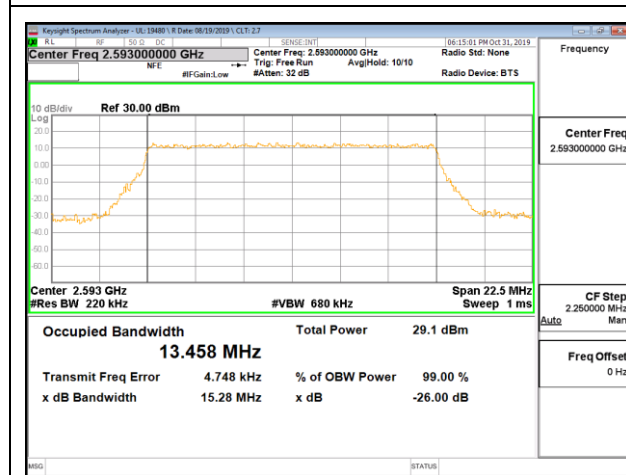 Keysight Spectrum Analyzer - UL: 19480 \ R Date: 08/19/2019 \ CLT: 2.7
RL RF 50 Ω DC SENSE:INT 06:15:01 PM Oct 31, 2019
Center Freq 2.593000000 GHz
Center Freq: 2.593000000 GHz
Radio Std: None
NFE
Trig: Free Run Avg|Hold: 10/10
#IFGain:Low
#Atten: 32 dB
Radio Device: BTS
Frequency
10 dB/div Ref 30.00 dBm
Log
20.0
10.0
0.00
-10.0
-20.0
-30.0
-40.0
-50.0
-60.0
Center 2.593 GHz Span 22.5 MHz
#Res BW 220 kHz #VBW 680 kHz Sweep 1 ms
Occupied Bandwidth Total Power 29.1 dBm
13.458 MHz
Transmit Freq Error 4.748 kHz % of OBW Power 99.00 %
x dB Bandwidth 15.28 MHz x dB -26.00 dB
Center Freq
2.593000000 GHz
CF Step
2.250000 MHz
Auto Man
Freq Offset
0 Hz
MSG STATUS